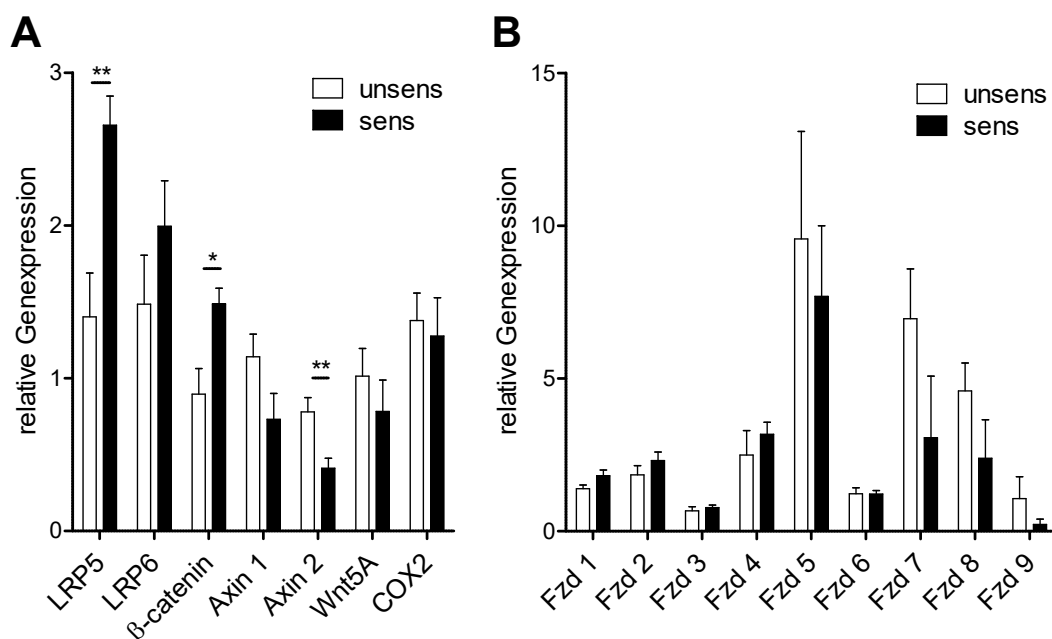 A
B
relative Genexpression
3
2
1
0
**
*
**
unsens
sens
LRP5
LRP6
β-catenin
Axin 1
Axin 2
Wnt5A
COX2
relative Genexpression
15
10
5
0
unsens
sens
Fzd 1
Fzd 2
Fzd 3
Fzd 4
Fzd 5
Fzd 6
Fzd 7
Fzd 8
Fzd 9